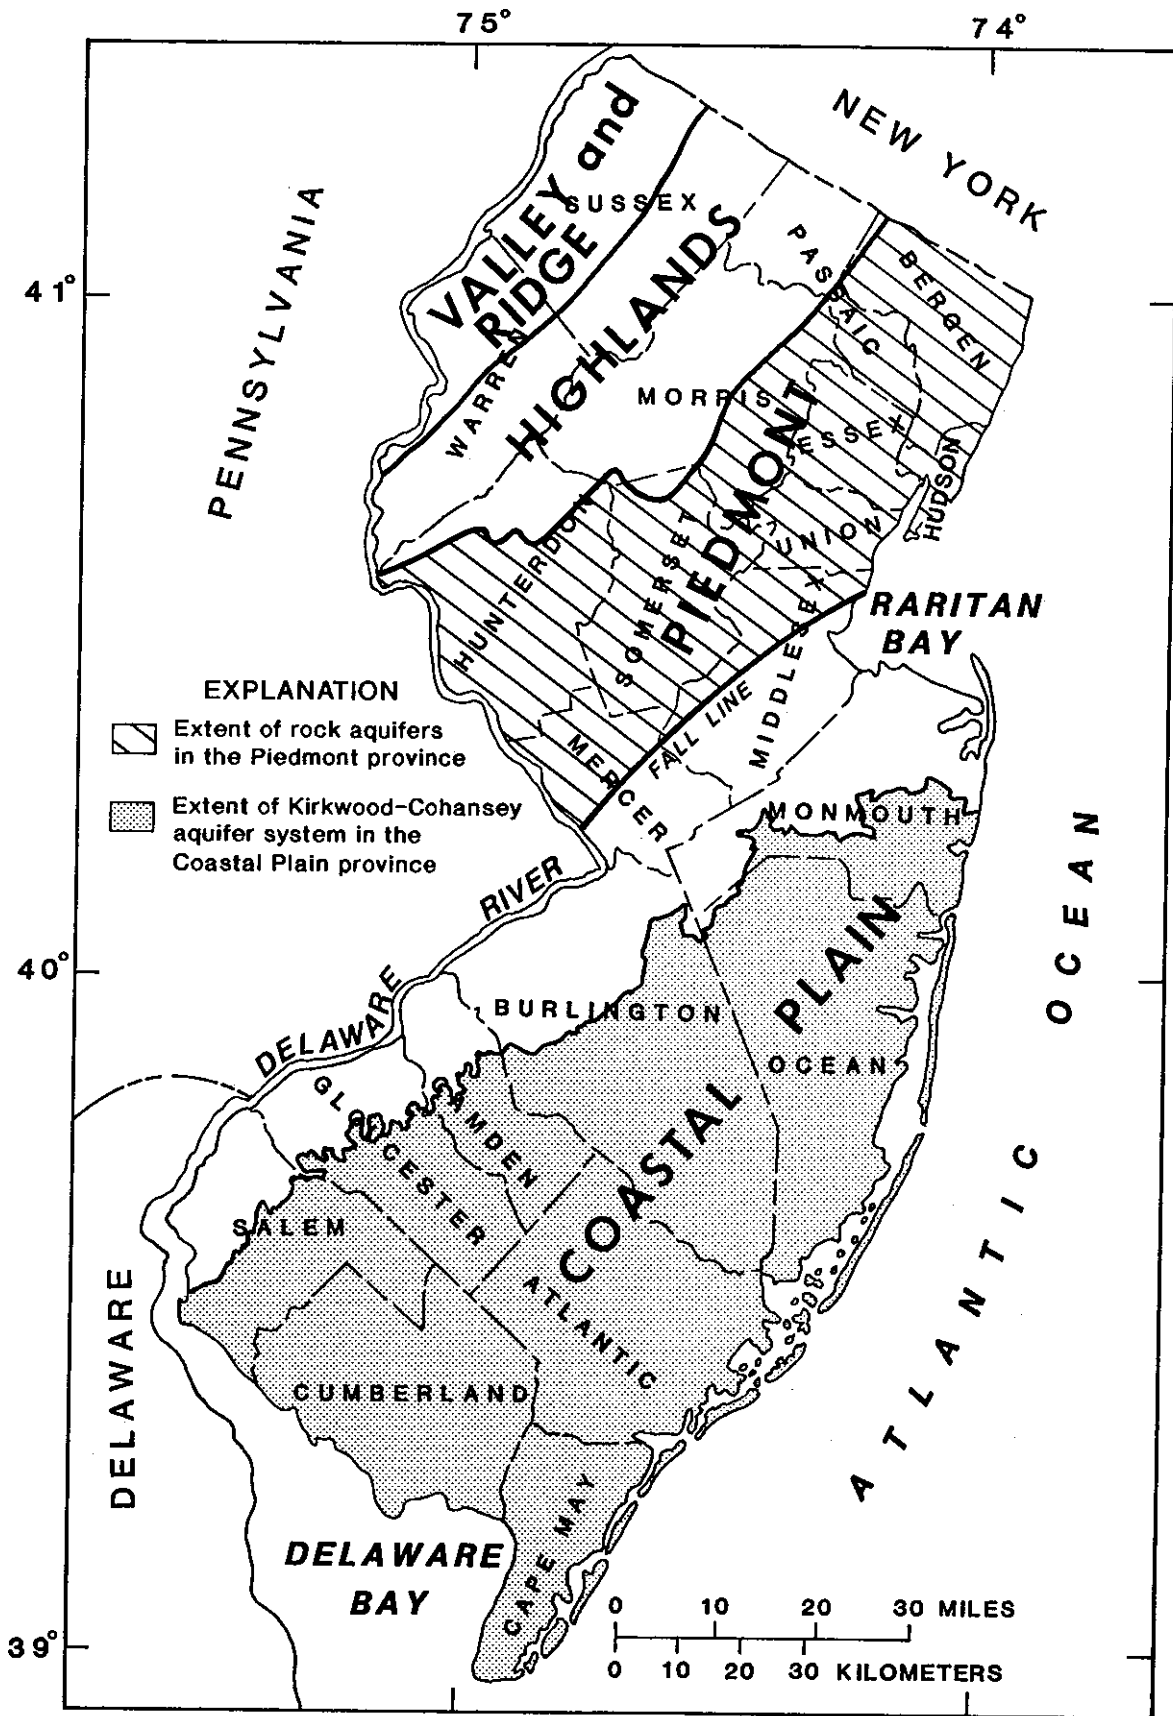 75°
74°
NEW YORK
VALLEY and
RIDGE
SUSSEX
PENNSYLVANIA
HIGHLANDS
PASSAIC
BERGEN
41°
WARREN
MORRIS
ESSEX
HUDSON
PIEDMONT
UNION
HUNTERDON
SOMERSET
MIDDLESEX
RARITAN
BAY
FALL LINE
MERCER
EXPLANATION
Extent of rock aquifers
in the Piedmont province
Extent of Kirkwood-Cohansey
aquifer system in the
Coastal Plain province
MONMOUTH
DELAWARE RIVER
40°
BURLINGTON
COASTAL PLAIN
OCEAN
ATLANTIC OCEAN
GLOUCESTER
CAMDEN
SALEM
ATLANTIC
CUMBERLAND
DELAWARE
CAPE MAY
DELAWARE
BAY
39°
0 10 20 30 MILES
0 10 20 30 KILOMETERS